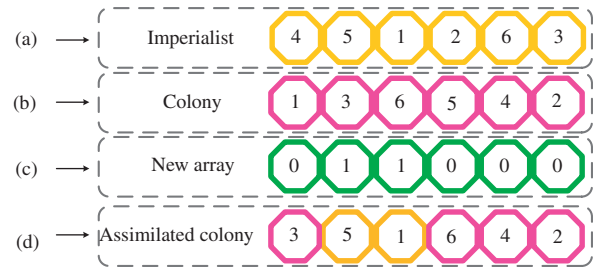 (a) Imperialist 4 5 1 2 6 3
(b) Colony 1 3 6 5 4 2
(c) New array 0 1 1 0 0 0
(d) Assimilated colony 3 5 1 6 4 2